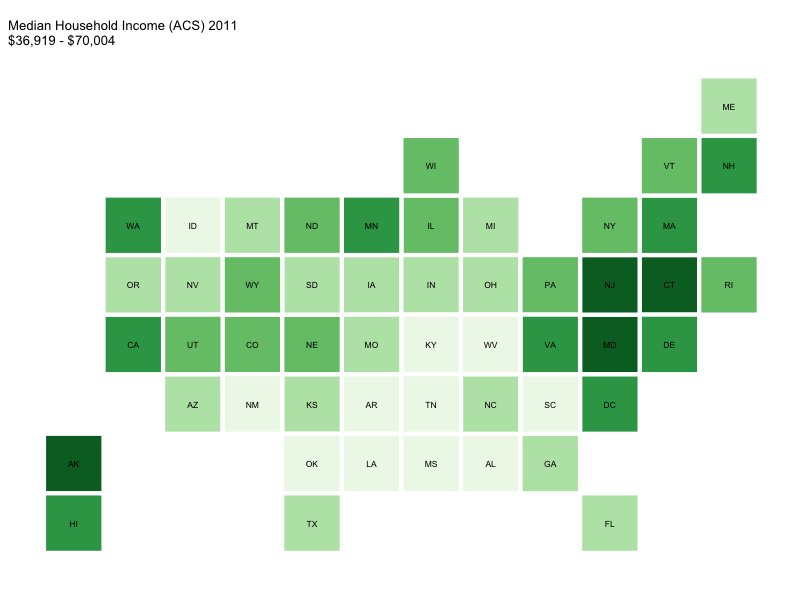 Median Household Income (ACS) 2011
$36,919 - $70,004
ME
WI VT NH
WA ID MT ND MN IL MI NY MA
OR NV WY SD IA IN OH PA NJ CT RI
CA UT CO NE MO KY WV VA MD DE
AZ NM KS AR TN NC SC DC
AK OK LA MS AL GA
HI TX FL